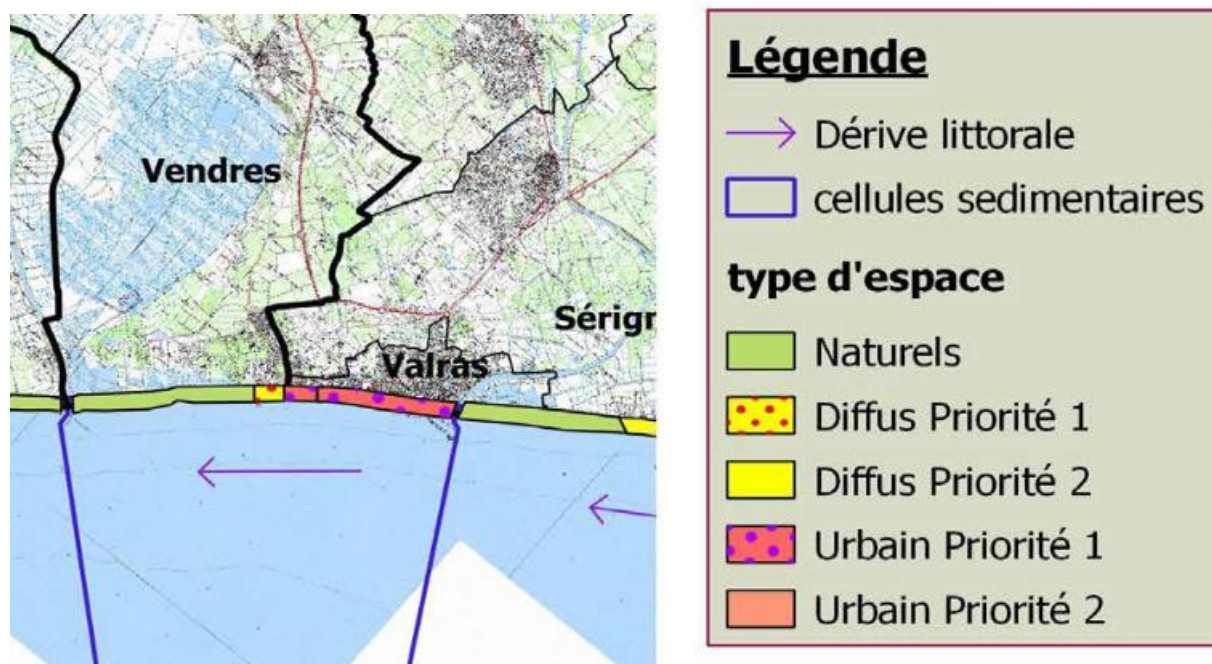 Vendres
Sérigr
Valras
Légende
Dérive littorale
cellules sedimentaires
type d'espace
Naturels
Diffus Priorité 1
Diffus Priorité 2
Urbain Priorité 1
Urbain Priorité 2